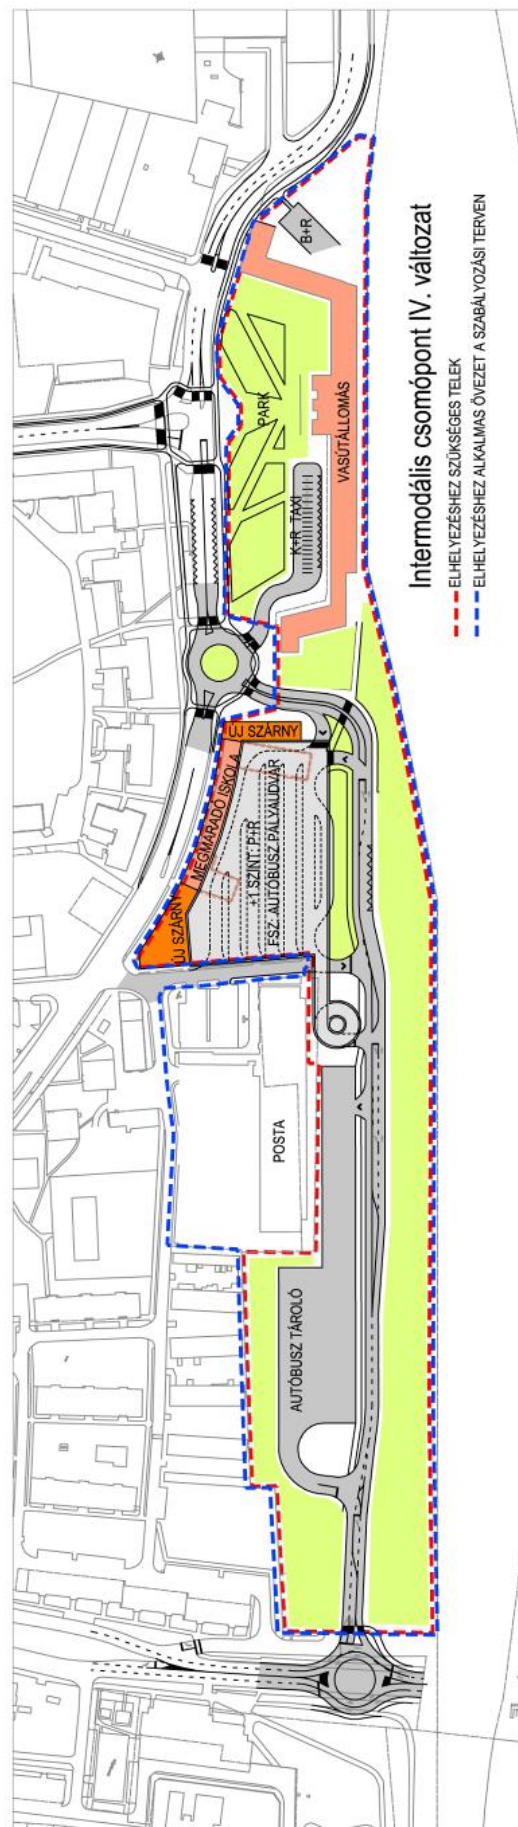 Intermodális csomópont IV. változat
ELHELYEZÉSHEZ SZÜKSÉGES TELEK
ELHELYEZÉSHEZ ALKALMAS ÖVEZET A SZABÁLYOZÁSI TERVEN
B+R
PARK
VASÚTÁLLOMÁS
K+R TAXI
ÚJ SZÁRNY
MEGMARADÓ ISKOLA
ÚJ SZÁRNY
+1 SZINT: P+R
FSZ: AUTÓBUSZ PÁLYAUDVAR
POSTA
AUTÓBUSZ TÁROLÓ